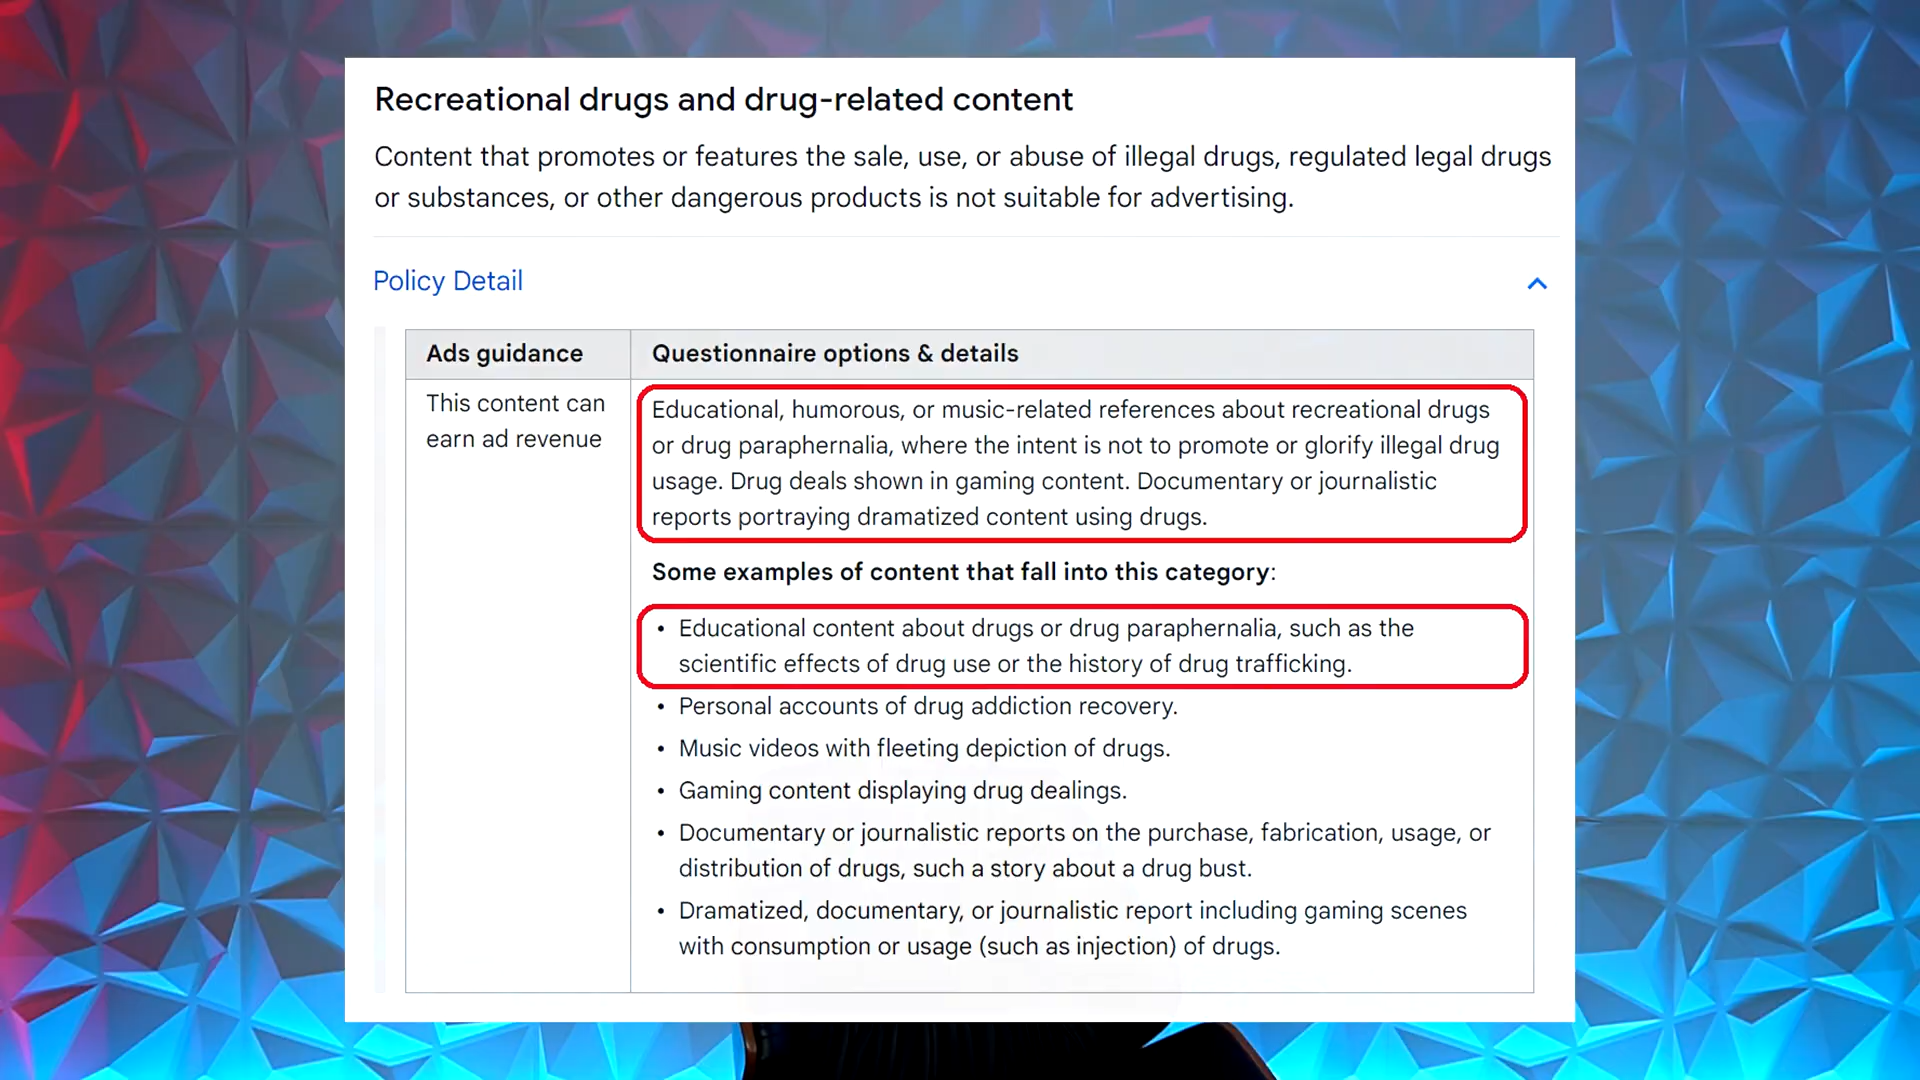 Recreational drugs and drug-related content
Content that promotes or features the sale, use, or abuse of illegal drugs, regulated legal drugs
or substances, or other dangerous products is not suitable for advertising.
Policy Detail
Ads guidance
Questionnaire options & details
This content can
earn ad revenue
Educational, humorous, or music-related references about recreational drugs
or drug paraphernalia, where the intent is not to promote or glorify illegal drug
usage. Drug deals shown in gaming content. Documentary or journalistic
reports portraying dramatized content using drugs.
Some examples of content that fall into this category:
• Educational content about drugs or drug paraphernalia, such as the
scientific effects of drug use or the history of drug trafficking.
• Personal accounts of drug addiction recovery.
• Music videos with fleeting depiction of drugs.
• Gaming content displaying drug dealings.
• Documentary or journalistic reports on the purchase, fabrication, usage, or
distribution of drugs, such a story about a drug bust.
• Dramatized, documentary, or journalistic report including gaming scenes
with consumption or usage (such as injection) of drugs.